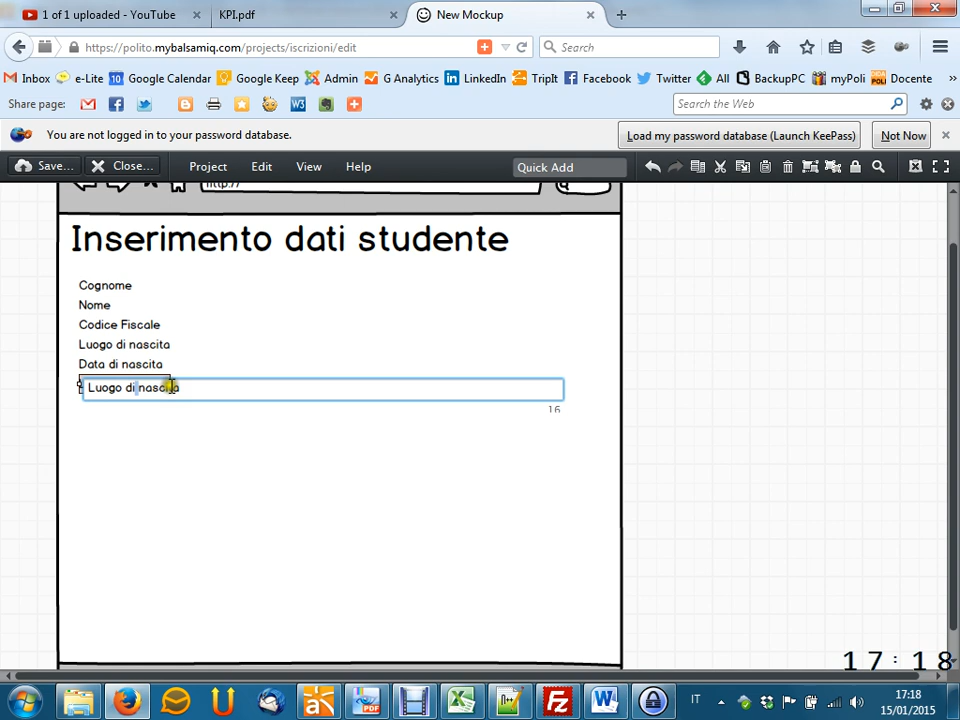 1 of 1 uploaded - YouTube
KPI.pdf
New Mockup
https://polito.mybalsamiq.com/projects/iscrizioni/edit
Search
Inbox
e-Lite
Google Calendar
Google Keep
Admin
G Analytics
LinkedIn
TripIt
Facebook
Twitter
All
BackupPC
myPoli
Docente
Share page:
Search the Web
You are not logged in to your password database.
Load my password database (Launch KeePass)
Not Now
Save...
Close...
Project
Edit
View
Help
Quick Add
http://
Inserimento dati studente
Cognome
Nome
Codice Fiscale
Luogo di nascita
Data di nascita
Luogo di nascita
16
17:18
IT
17:18
15/01/2015